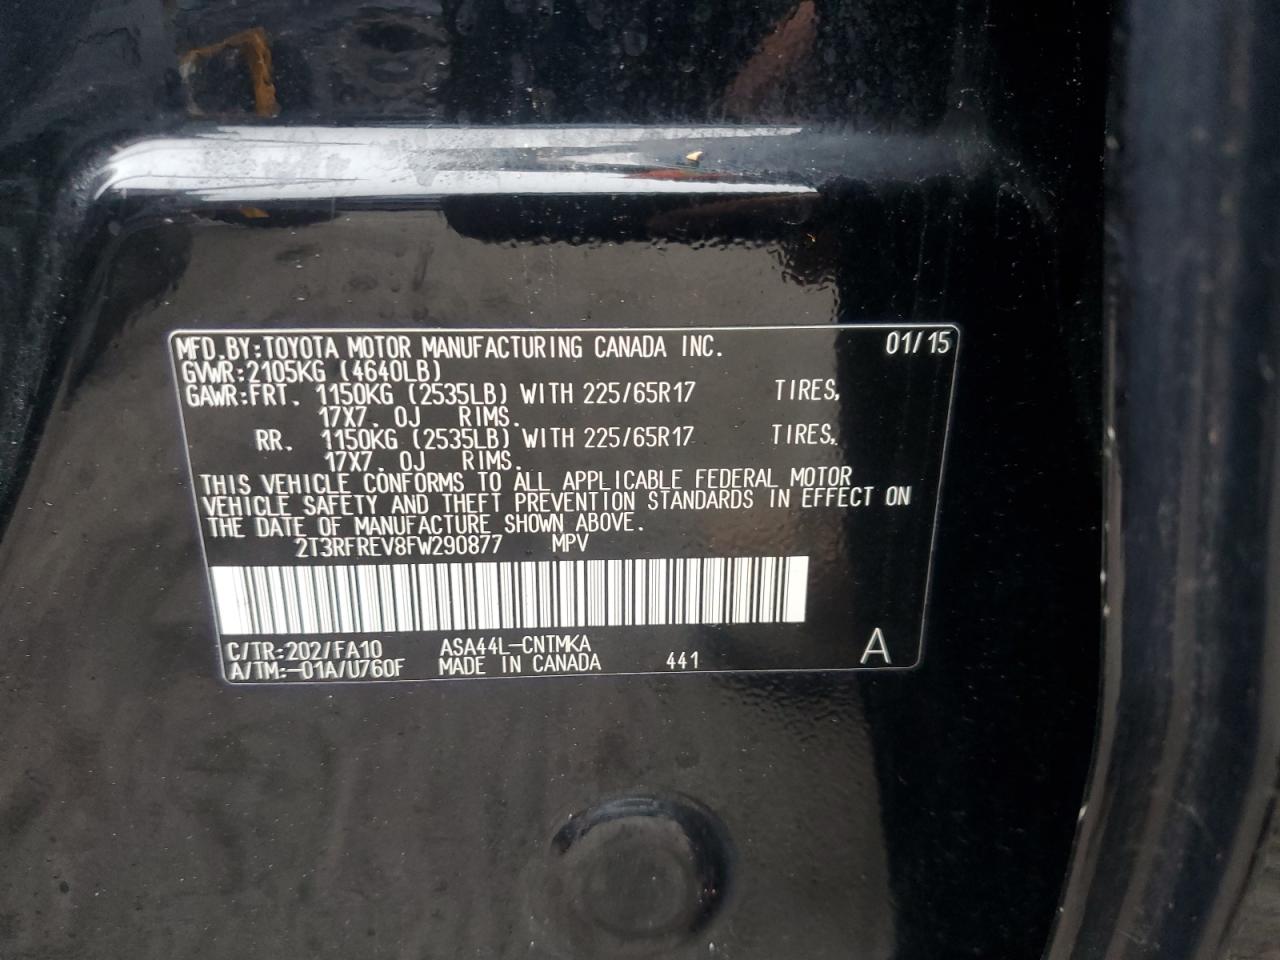 MFD.BY:TOYOTA MOTOR MANUFACTURING CANADA INC. 01/15
GVWR:2105KG (4640LB)
GAWR:FRT. 1150KG (2535LB) WITH 225/65R17 TIRES,
17X7.0J RIMS.
RR. 1150KG (2535LB) WITH 225/65R17 TIRES,
17X7.0J RIMS.
THIS VEHICLE CONFORMS TO ALL APPLICABLE FEDERAL MOTOR
VEHICLE SAFETY AND THEFT PREVENTION STANDARDS IN EFFECT ON
THE DATE OF MANUFACTURE SHOWN ABOVE.
2T3RFREV8FW290877 MPV
C/TR:202/FA10 ASA44L-CNTMKA
A/TM:-01A/U760F MADE IN CANADA 441 A